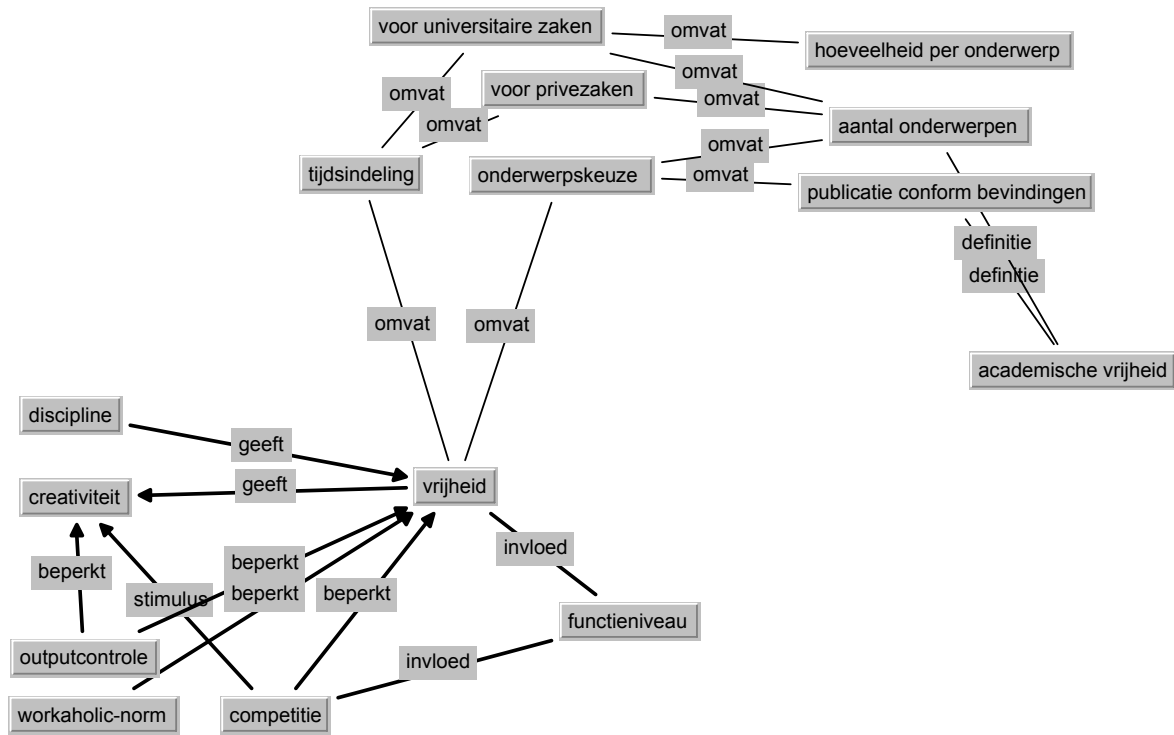 voor universitaire zaken
omvat
hoeveelheid per onderwerp
omvat
voor privezaken
omvat
omvat
omvat
aantal onderwerpen
omvat
tijdsindeling
onderwerpskeuze
omvat
publicatie conform bevindingen
definitie
definitie
omvat
omvat
academische vrijheid
discipline
geeft
creativiteit
geeft
vrijheid
invloed
beperkt
beperkt
stimulus
beperkt
beperkt
functieniveau
outputcontrole
invloed
workaholic-norm
competitie